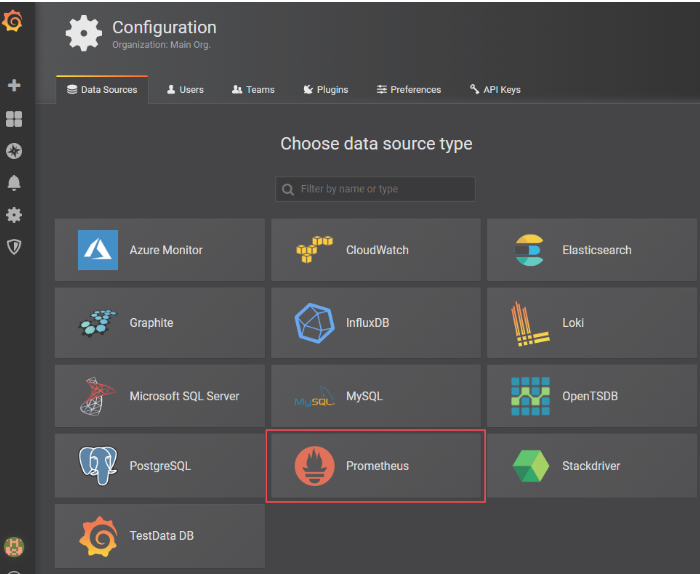 Configuration
Organization: Main Org.
Data Sources Users Teams Plugins Preferences API Keys
Choose data source type
Filter by name or type
Azure Monitor CloudWatch Elasticsearch
Graphite InfluxDB Loki
Microsoft SQL Server MySQL MySQL OpenTSDB
PostgreSQL Prometheus Stackdriver
TestData DB